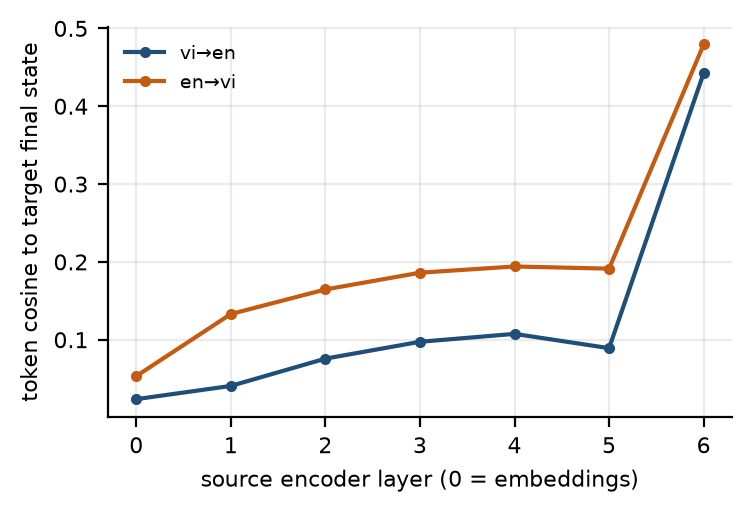 0.5
0.4
0.3
0.2
0.1
token cosine to target final state
vi→en
en→vi
0 1 2 3 4 5 6
source encoder layer (0 = embeddings)